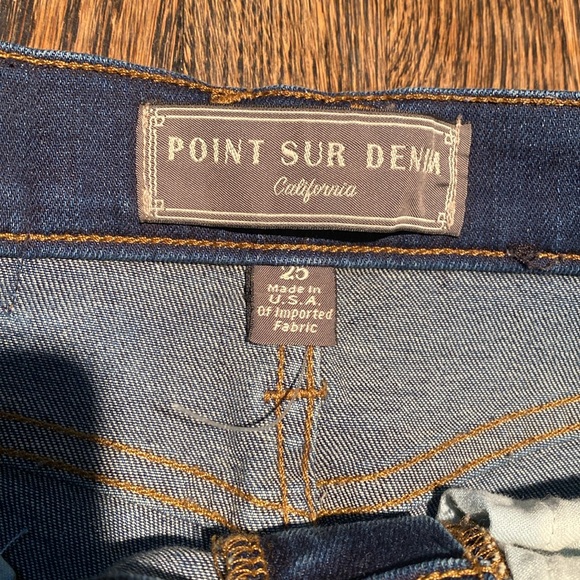 POINT SUR DENIM
California
25
Made in
U.S.A.
Of Imported
Fabric